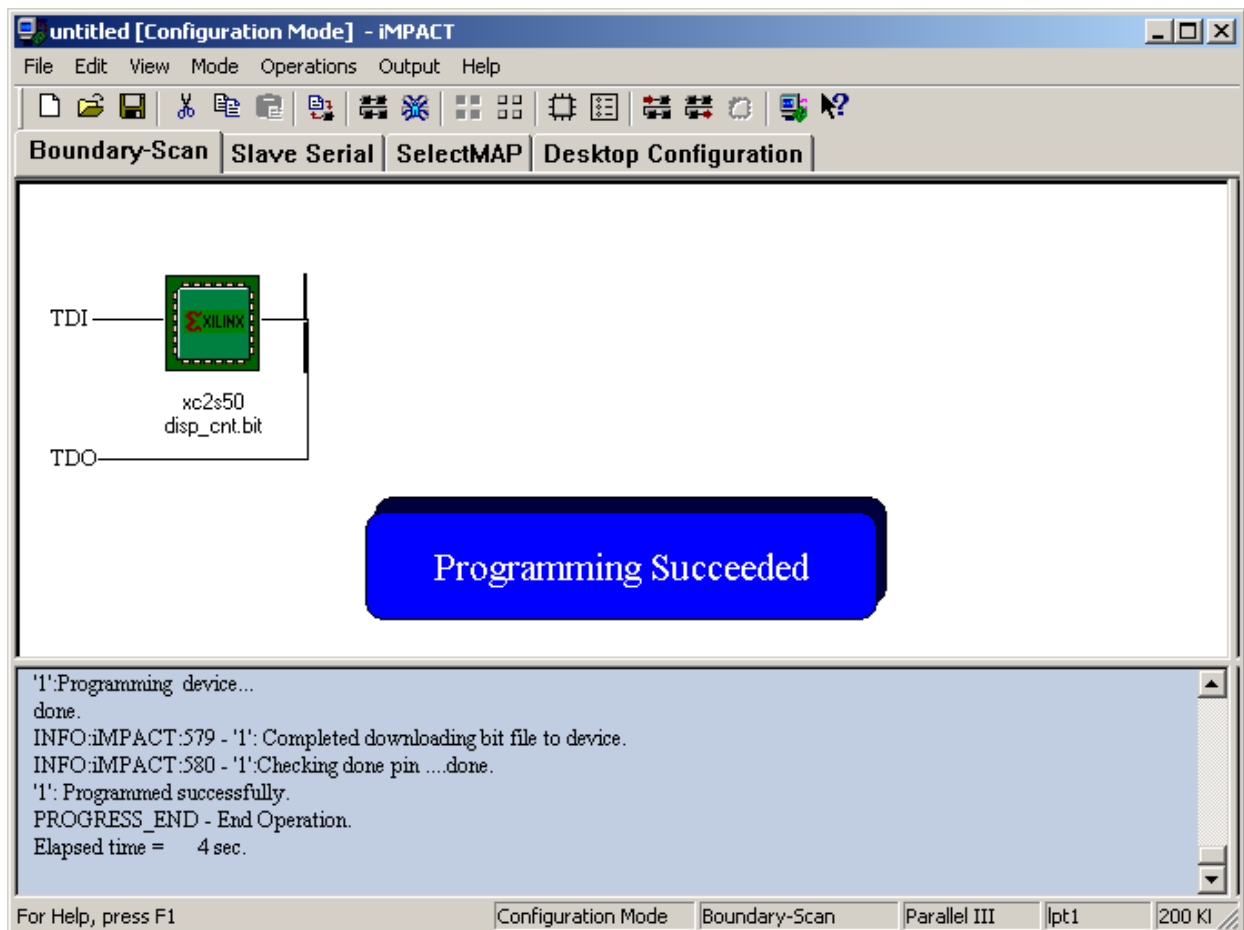 untitled [Configuration Mode] - iMPACT
File Edit View Mode Operations Output Help
Boundary-Scan Slave Serial SelectMAP Desktop Configuration
TDI
XILINX
xc2s50
disp_cnt.bit
TDO
Programming Succeeded
'1':Programming device...
done.
INFO:iMPACT:579 - '1': Completed downloading bit file to device.
INFO:iMPACT:580 - '1':Checking done pin ....done.
'1': Programmed successfully.
PROGRESS_END - End Operation.
Elapsed time = 4 sec.
For Help, press F1 Configuration Mode Boundary-Scan Parallel III lpt1 200 KI